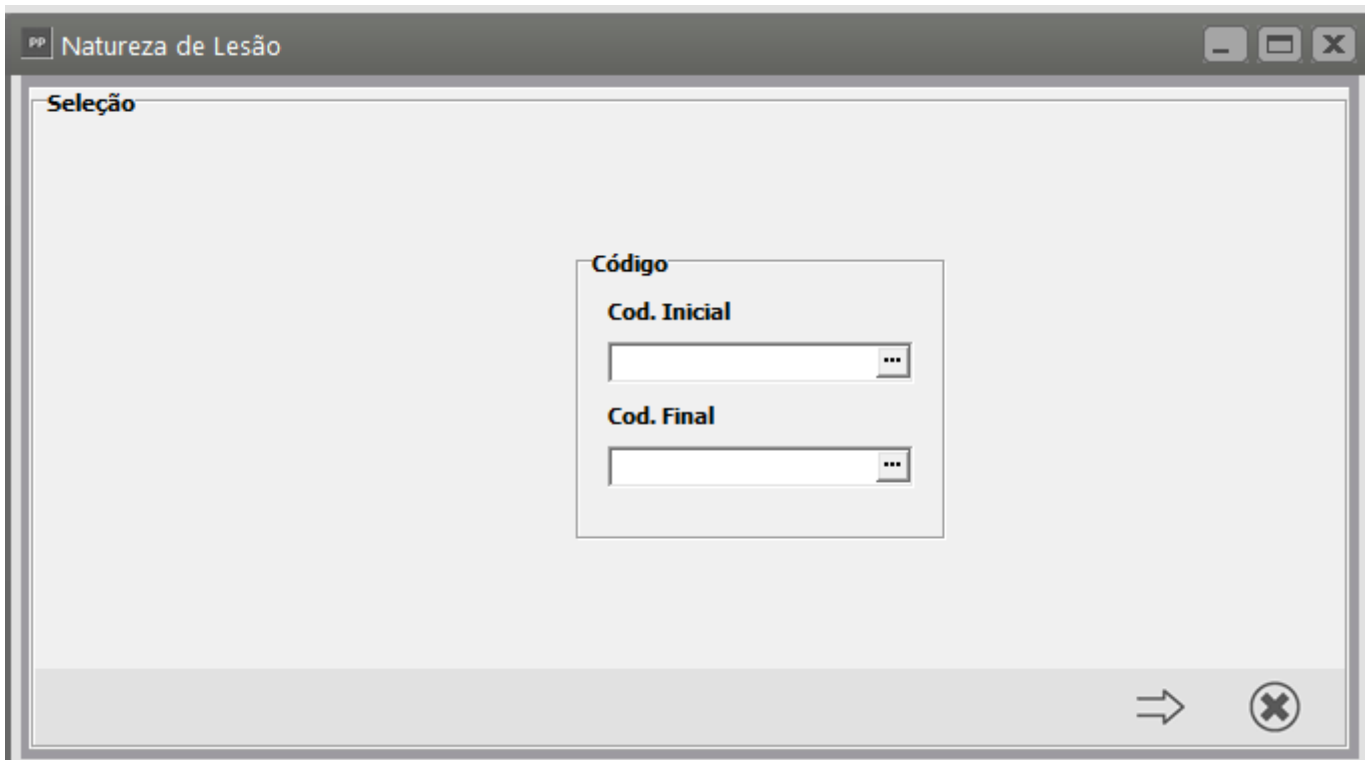 PP Natureza de Lesão
Seleção
Código
Cod. Inicial
...
Cod. Final
...